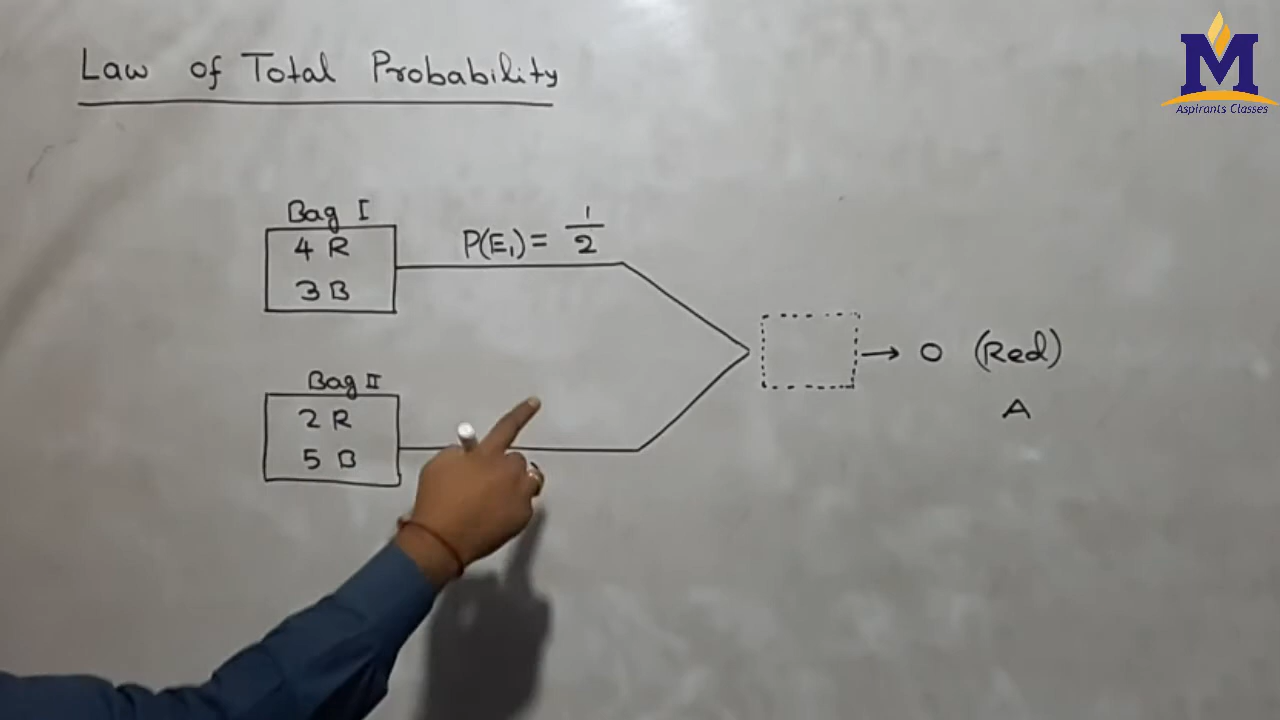 Law of Total Probability
M
Aspirants Classes
Bag I
4 R
3 B
P(E₁) = 1/2
Bag II
2 R
5 B
→ O (Red)
A